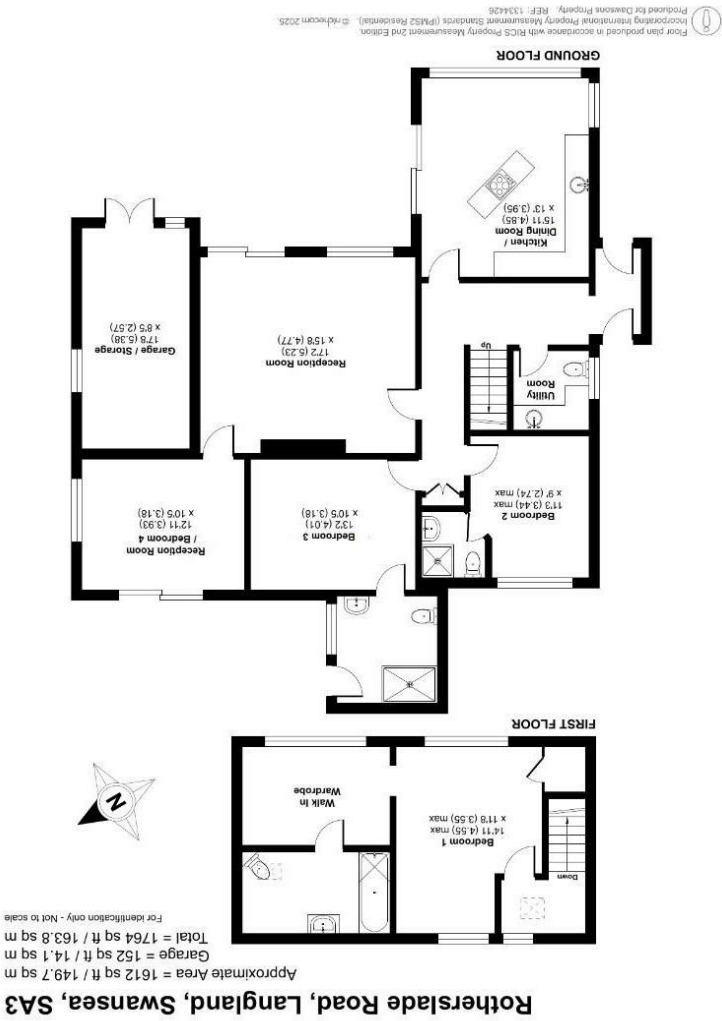 Rotherslade Road, Langland, Swansea, SA3
Approximate Area = 1612 sq ft / 149.7 sq m
Garage = 152 sq ft / 14.1 sq m
Total = 1764 sq ft / 163.8 sq m
For identification only - Not to scale
Down
Bedroom 1
14'11 (4.55) max
x 11'8 (3.55) max
Walk In
Wardrobe
N
FIRST FLOOR
Bedroom 2
11'3 (3.44) max
x 9' (2.74) max
Bedroom 3
13'2 (4.01)
x 10'5 (3.18)
Bedroom 4 /
Reception Room
12'11 (3.93)
x 10'5 (3.18)
Utility
Room
Up
Reception Room
17'2 (5.23)
x 15'8 (4.77)
Garage / Storage
17'8 (5.38)
x 8'5 (2.57)
Kitchen /
Dining Room
15'11 (4.85)
x 13' (3.95)
GROUND FLOOR
Floor plan produced in accordance with RICS Property Measurement 2nd Edition.
Incorporating International Property Measurement Standards (IPMS2 Residential). © nichecom 2025.
Produced for Dawsons Property. REF: 1334426